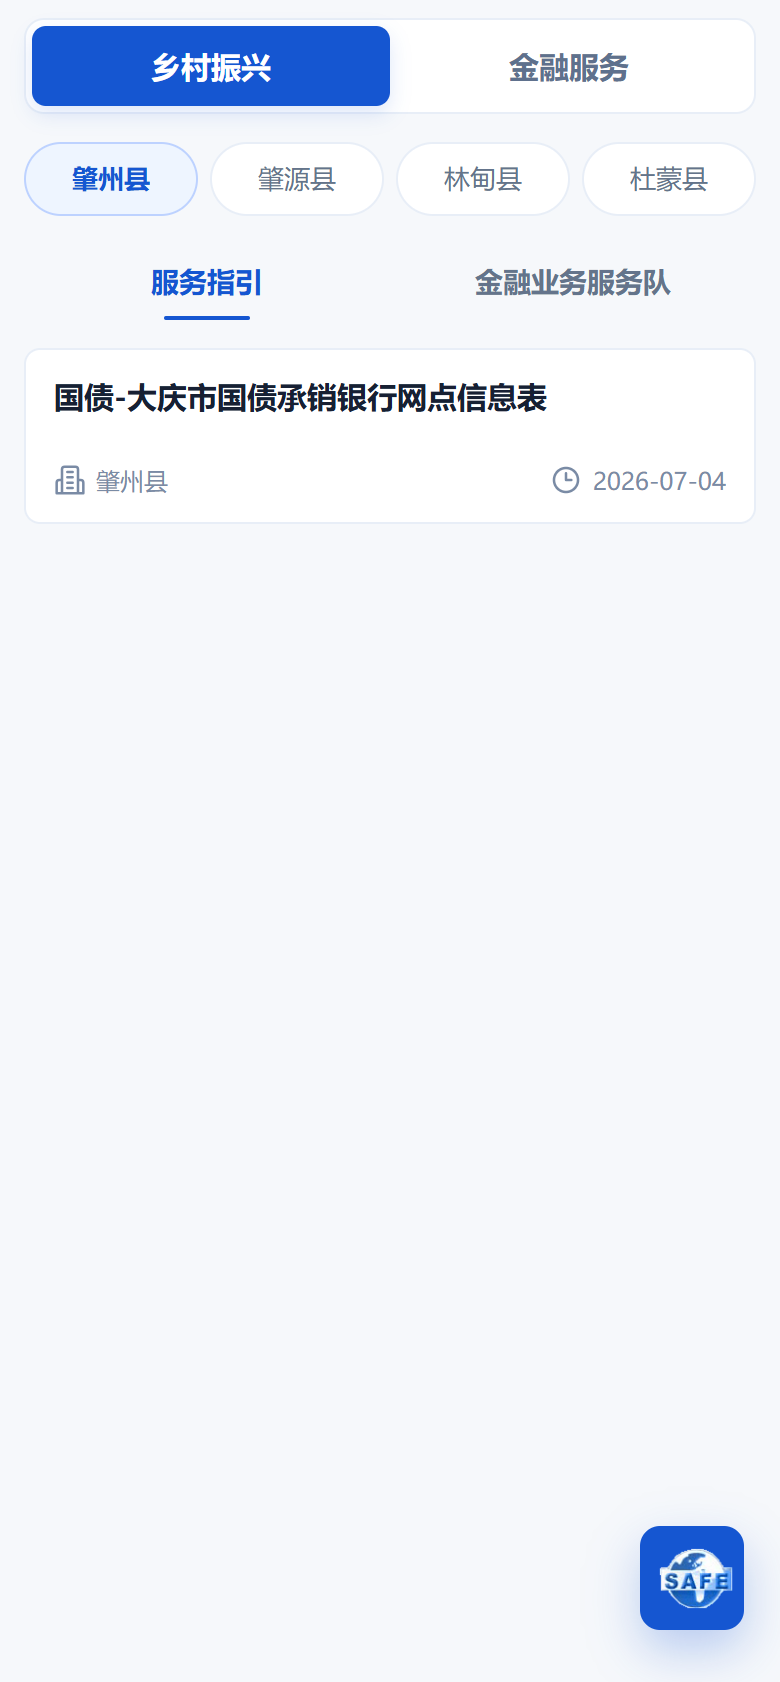 乡村振兴 金融服务
肇州县 肇源县 林甸县 杜蒙县
服务指引 金融业务服务队
国债-大庆市国债承销银行网点信息表
肇州县 2026-07-04
SAFE